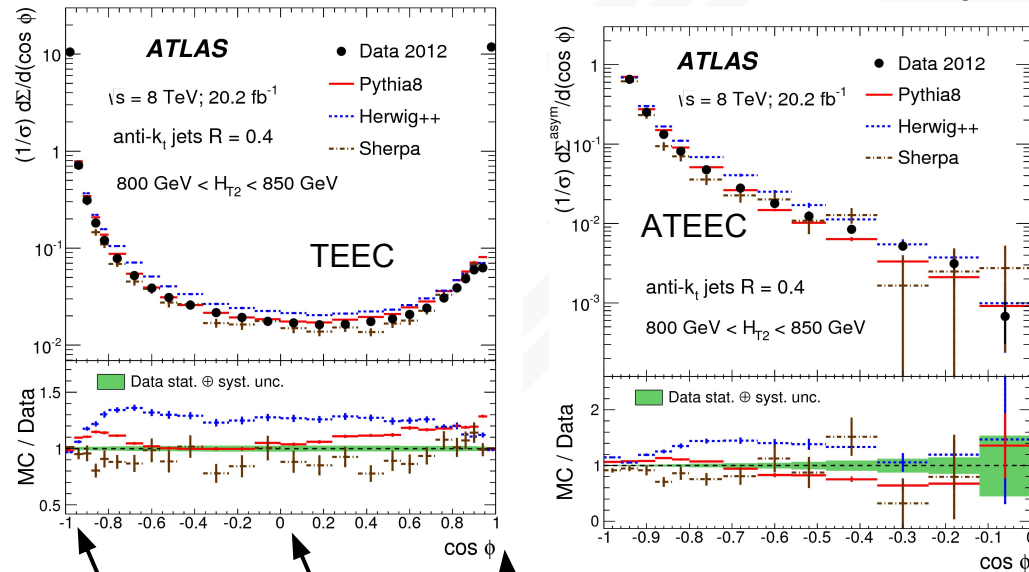 (1/σ) dΣ/d(cos φ)
ATLAS
√s = 8 TeV; 20.2 fb⁻¹
anti-kₜ jets R = 0.4
800 GeV < H_T2 < 850 GeV
Data 2012
Pythia8
Herwig++
Sherpa
TEEC
10
1
10⁻¹
10⁻²
MC / Data
Data stat. ⊕ syst. unc.
1.5
1
0.5
-1 -0.8 -0.6 -0.4 -0.2 0 0.2 0.4 0.6 0.8 1
cos φ
(1/σ) dΣ^asym/d(cos φ)
ATLAS
√s = 8 TeV; 20.2 fb⁻¹
Data 2012
Pythia8
Herwig++
Sherpa
ATEEC
anti-kₜ jets R = 0.4
800 GeV < H_T2 < 850 GeV
1
10⁻¹
10⁻²
10⁻³
MC / Data
Data stat. ⊕ syst. unc.
2
1
0
-1 -0.9 -0.8 -0.7 -0.6 -0.5 -0.4 -0.3 -0.2 -0.1
cos φ